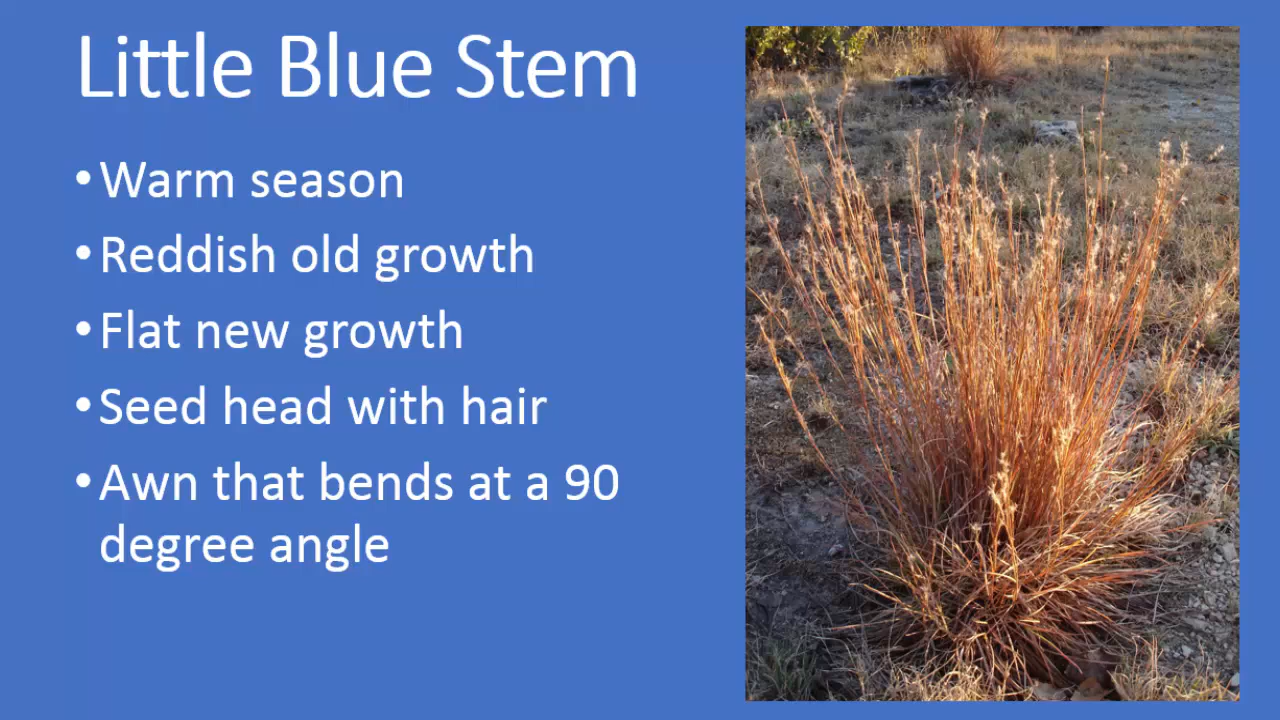 Little Blue Stem
•Warm season
•Reddish old growth
•Flat new growth
•Seed head with hair
•Awn that bends at a 90
degree angle